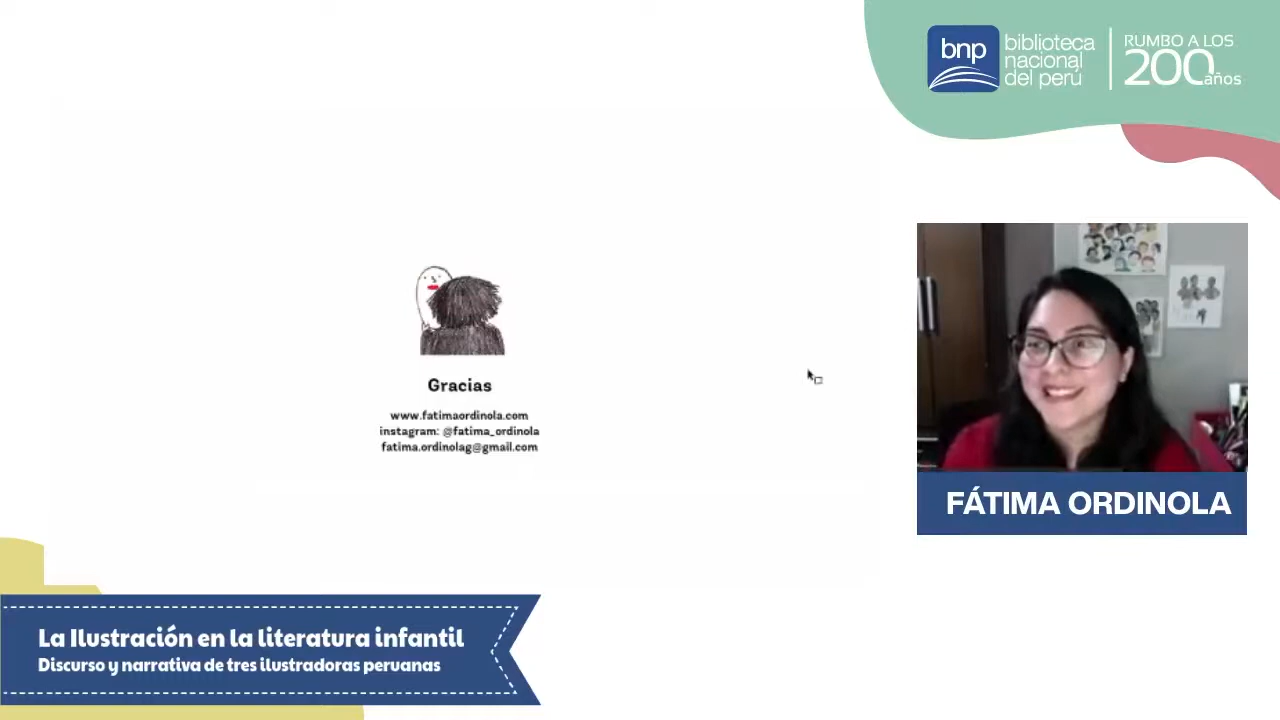 bnp
biblioteca
nacional
del perú
RUMBO A LOS
200
años
Gracias
www.fatimaordinola.com
instagram: @fatima_ordinola
fatima.ordinolag@gmail.com
FÁTIMA ORDINOLA
La Ilustración en la literatura infantil
Discurso y narrativa de tres ilustradoras peruanas